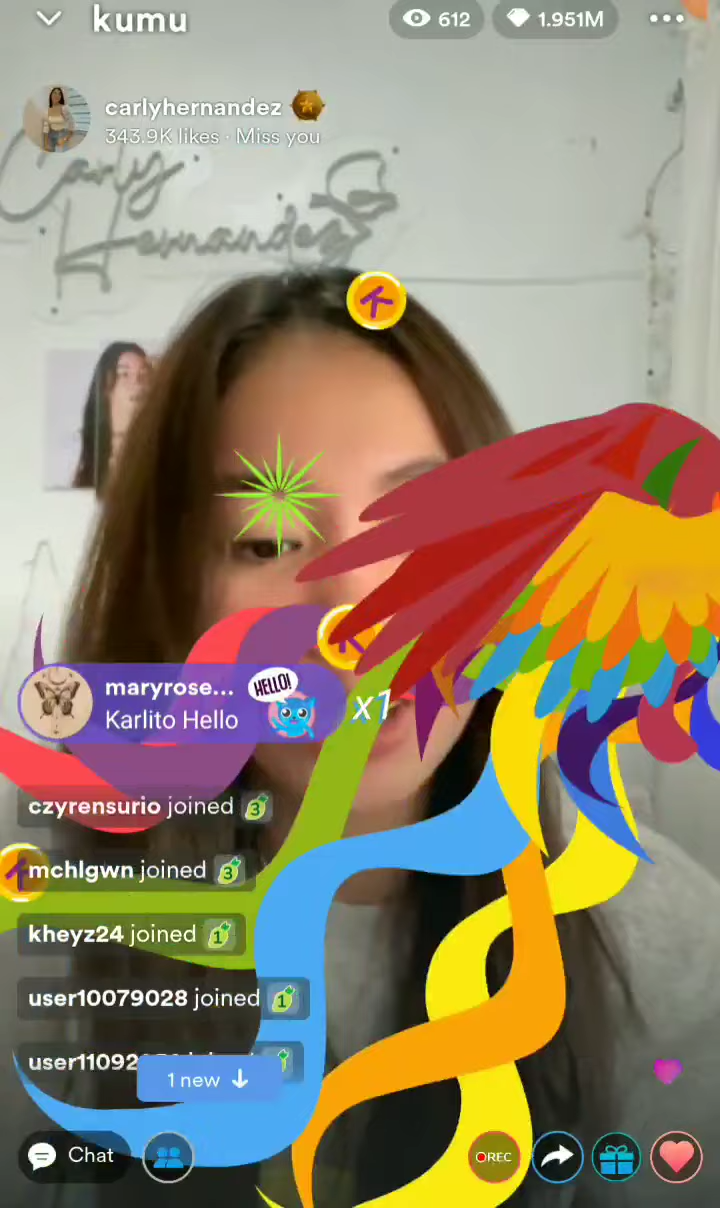 kumu
612
1.951M
carlyhernandez
343.9K likes · Miss you
Carly
Hernandez
HELLO!
maryrose...
Karlito Hello
x1
czyrensurio joined 3
mchlgwn joined 3
kheyz24 joined 1
user10079028 joined 1
1 new
Chat
REC